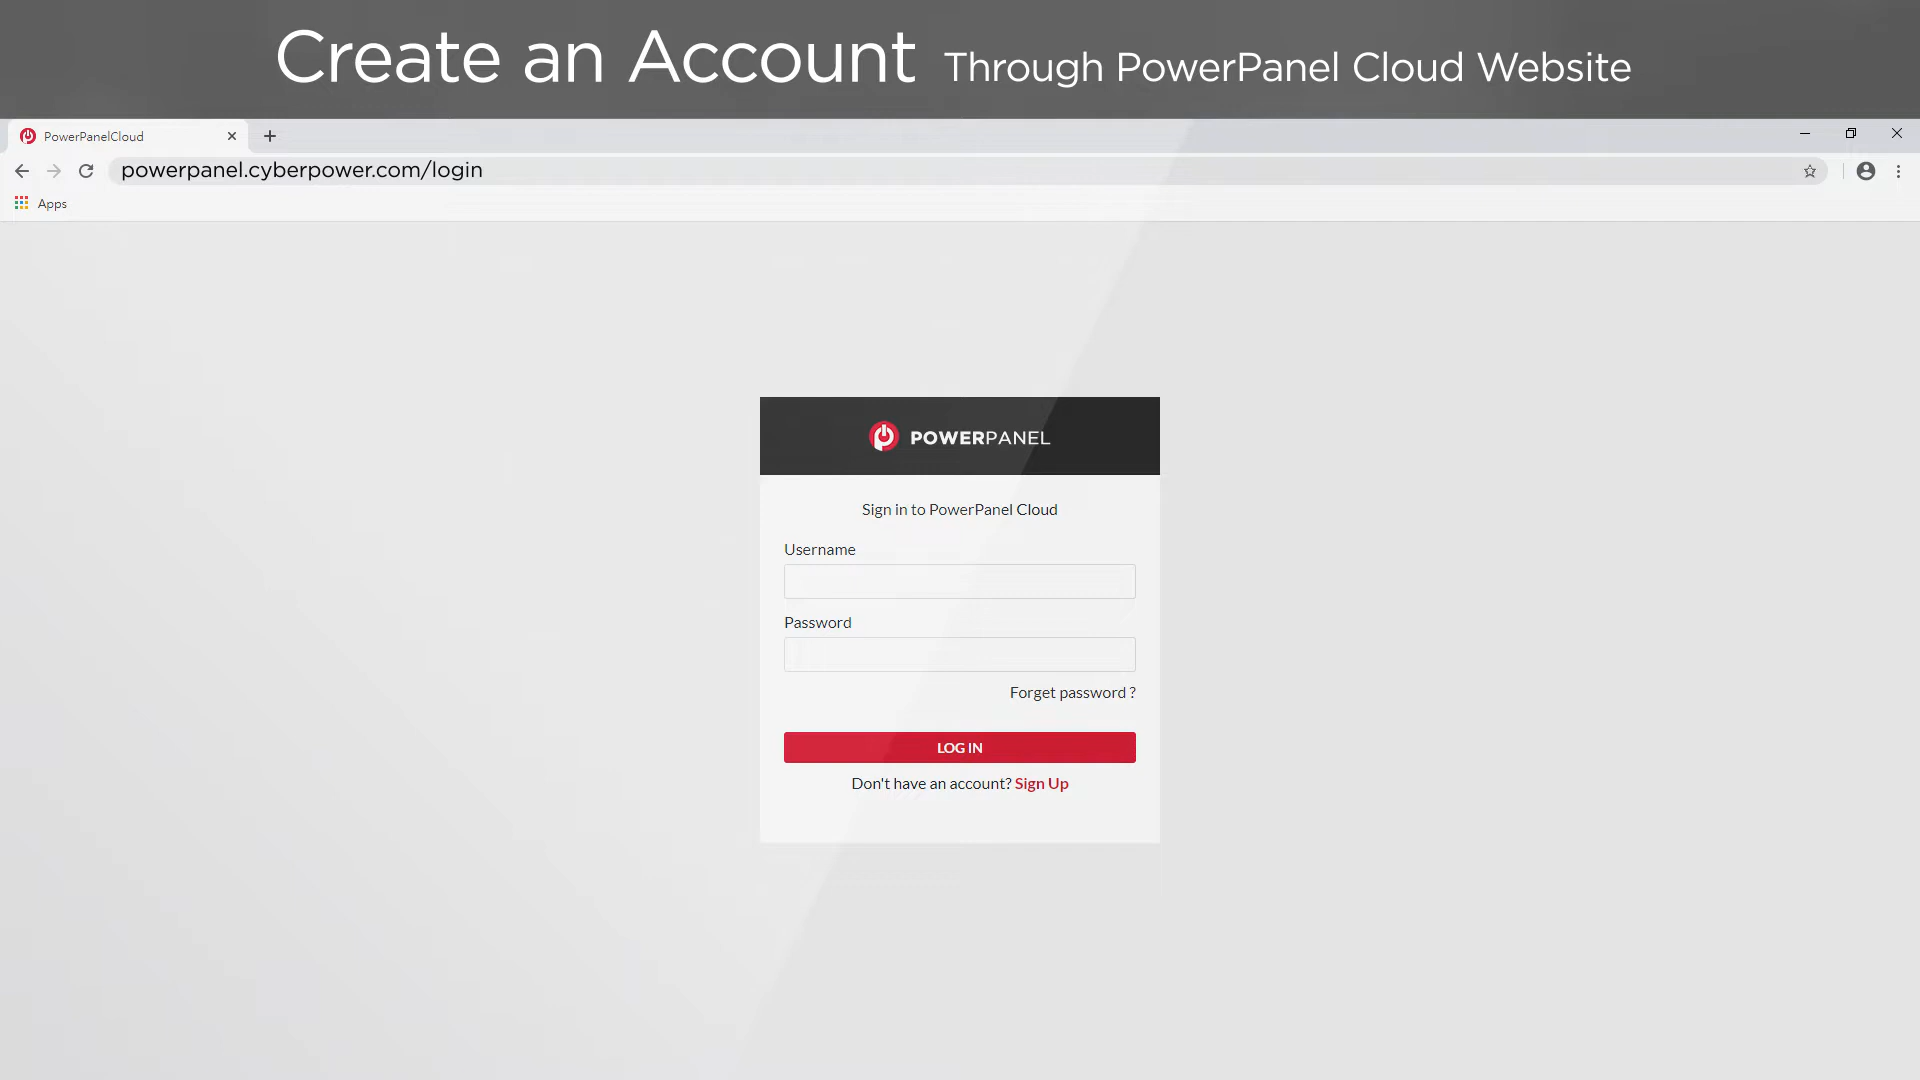 Create an Account Through PowerPanel Cloud Website
PowerPanelCloud
powerpanel.cyberpower.com/login
Apps
POWERPANEL
Sign in to PowerPanel Cloud
Username
Password
Forget password ?
LOG IN
Don't have an account? Sign Up